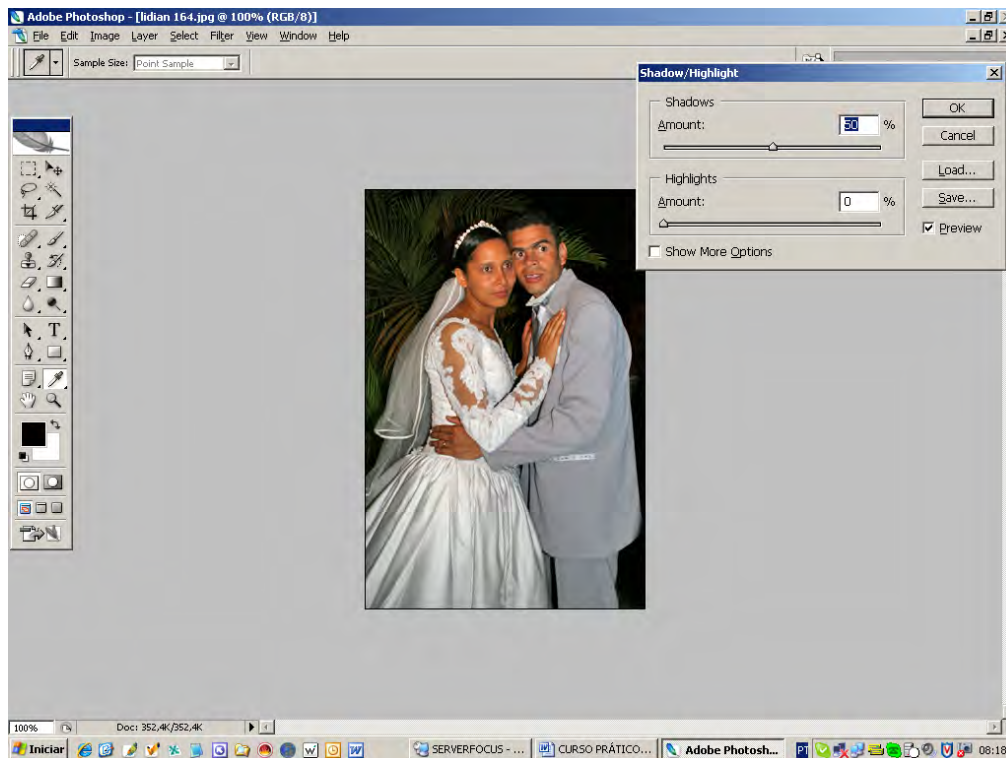 Adobe Photoshop - [lidian 164.jpg @ 100% (RGB/8)]
File Edit Image Layer Select Filter View Window Help
Sample Size: Point Sample
Shadow/Highlight
Shadows
Amount: 50 %
Highlights
Amount: 0 %
Show More Options
OK
Cancel
Load...
Save...
Preview
T
100% Doc: 352,4K/352,4K
Iniciar W W SERVERFOCUS - ... CURSO PRÁTICO... Adobe Photosh... PT 08:18